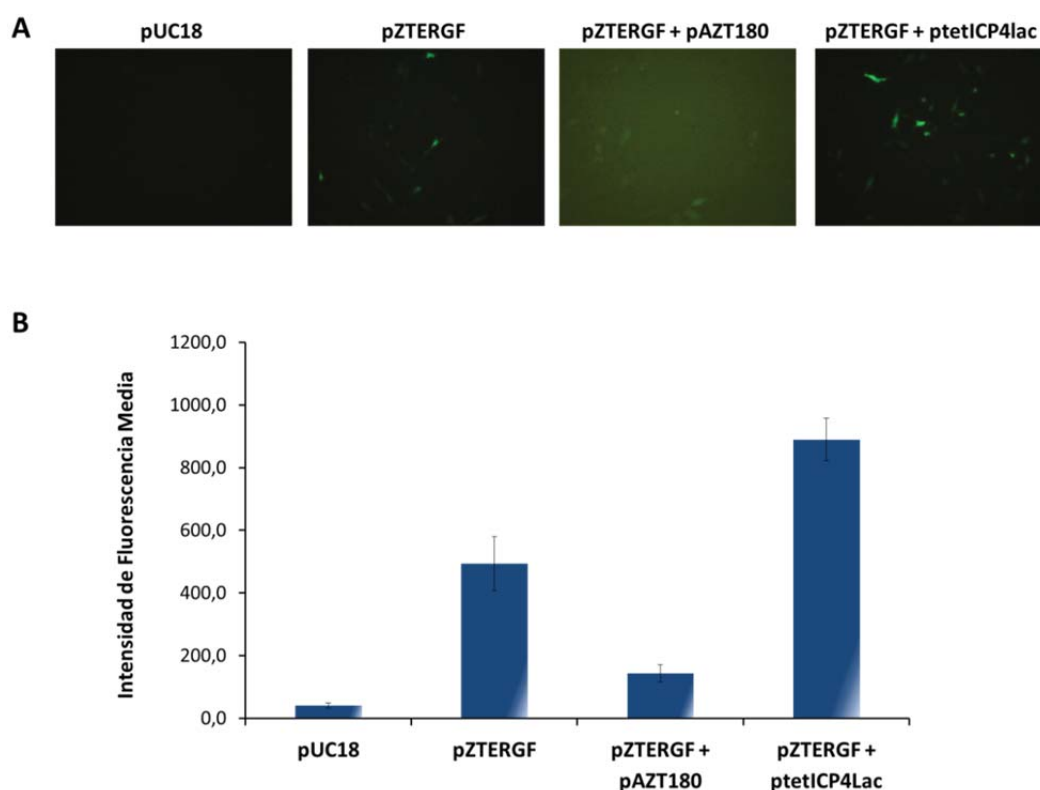 A
pUC18
pZTERGF
pZTERGF + pAZT180
pZTERGF + ptetICP4lac
B
Intensidad de Fluorescencia Media
1200,0
1000,0
800,0
600,0
400,0
200,0
0,0
pUC18
pZTERGF
pZTERGF +
pAZT180
pZTERGF +
ptetICP4Lac